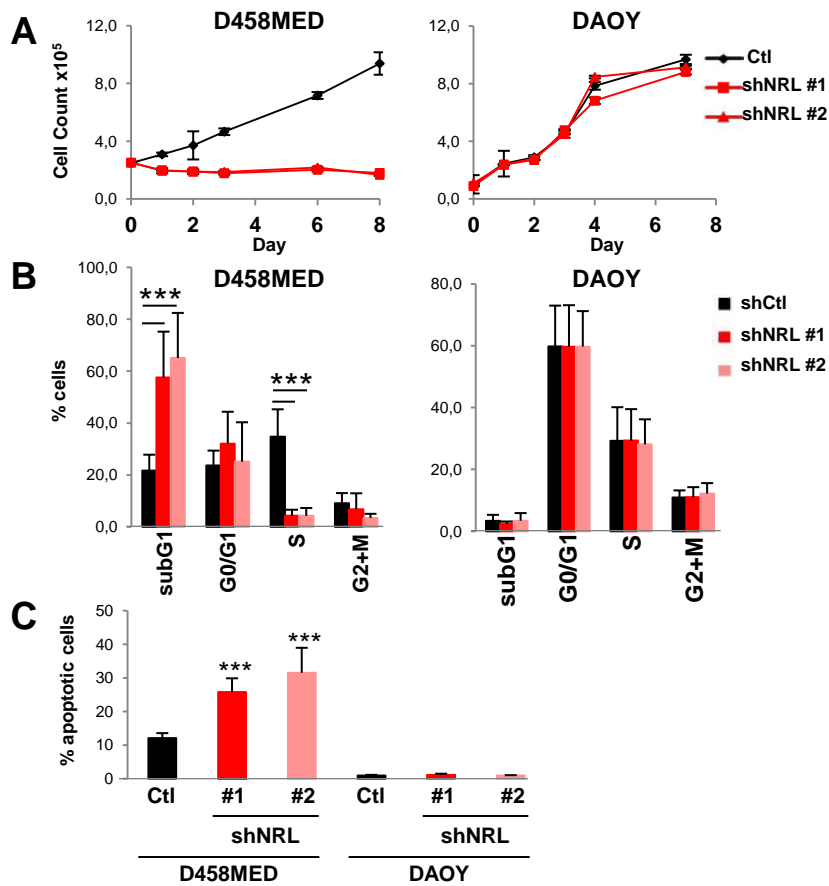 A
D458MED
DAOY
Cell Count x10⁵
12,0
8,0
4,0
0,0
0 2 4 6 8
Day
12,0
8,0
4,0
0,0
0 2 4 6 8
Day
Ctl
shNRL #1
shNRL #2
B
D458MED
DAOY
% cells
100,0
80,0
60,0
40,0
20,0
0,0
***
***
subG1
G0/G1
S
G2+M
80,0
60,0
40,0
20,0
0,0
subG1
G0/G1
S
G2+M
shCtl
shNRL #1
shNRL #2
C
% apoptotic cells
50
40
30
20
10
0
***
***
Ctl #1 #2 Ctl #1 #2
shNRL shNRL
D458MED DAOY